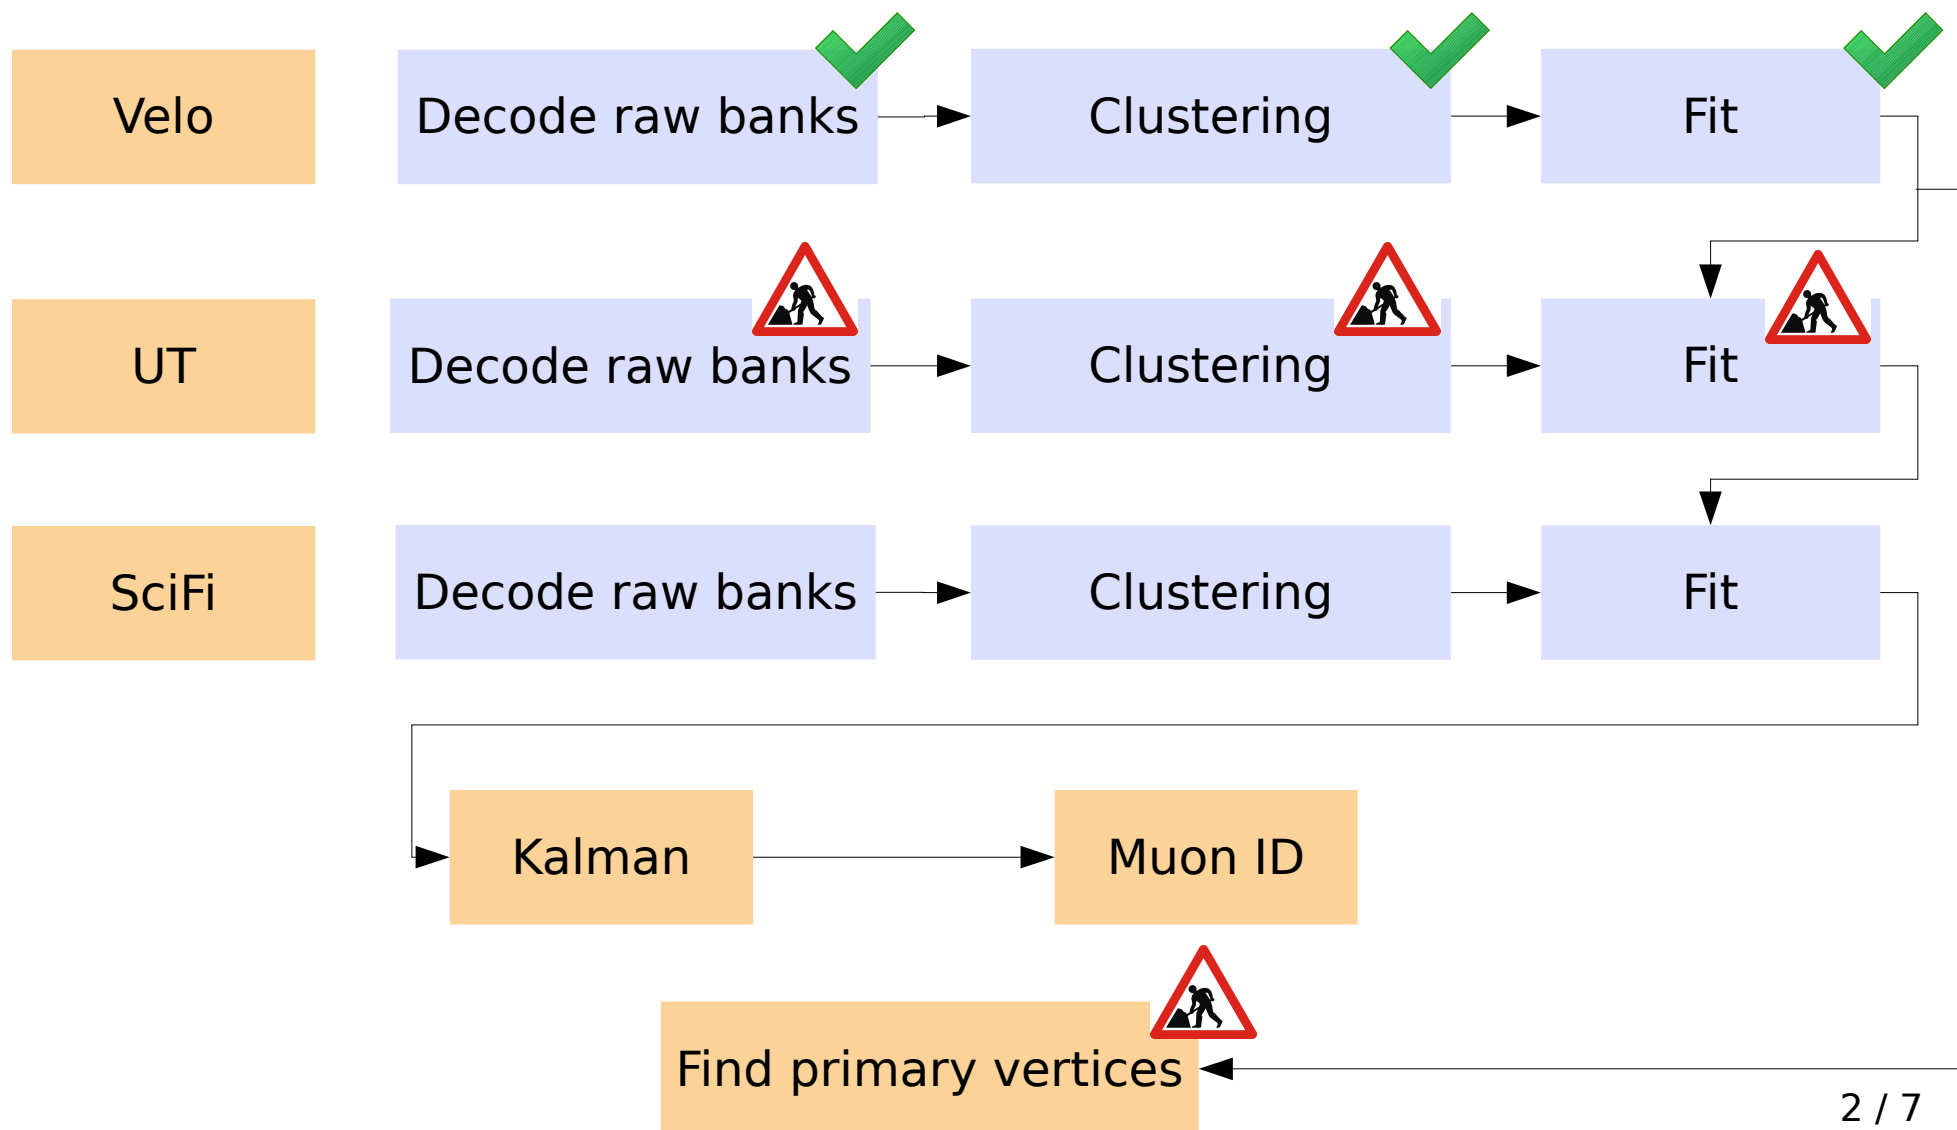 Velo
Decode raw banks
Clustering
Fit
UT
Decode raw banks
Clustering
Fit
SciFi
Decode raw banks
Clustering
Fit
Kalman
Muon ID
Find primary vertices
2 / 7